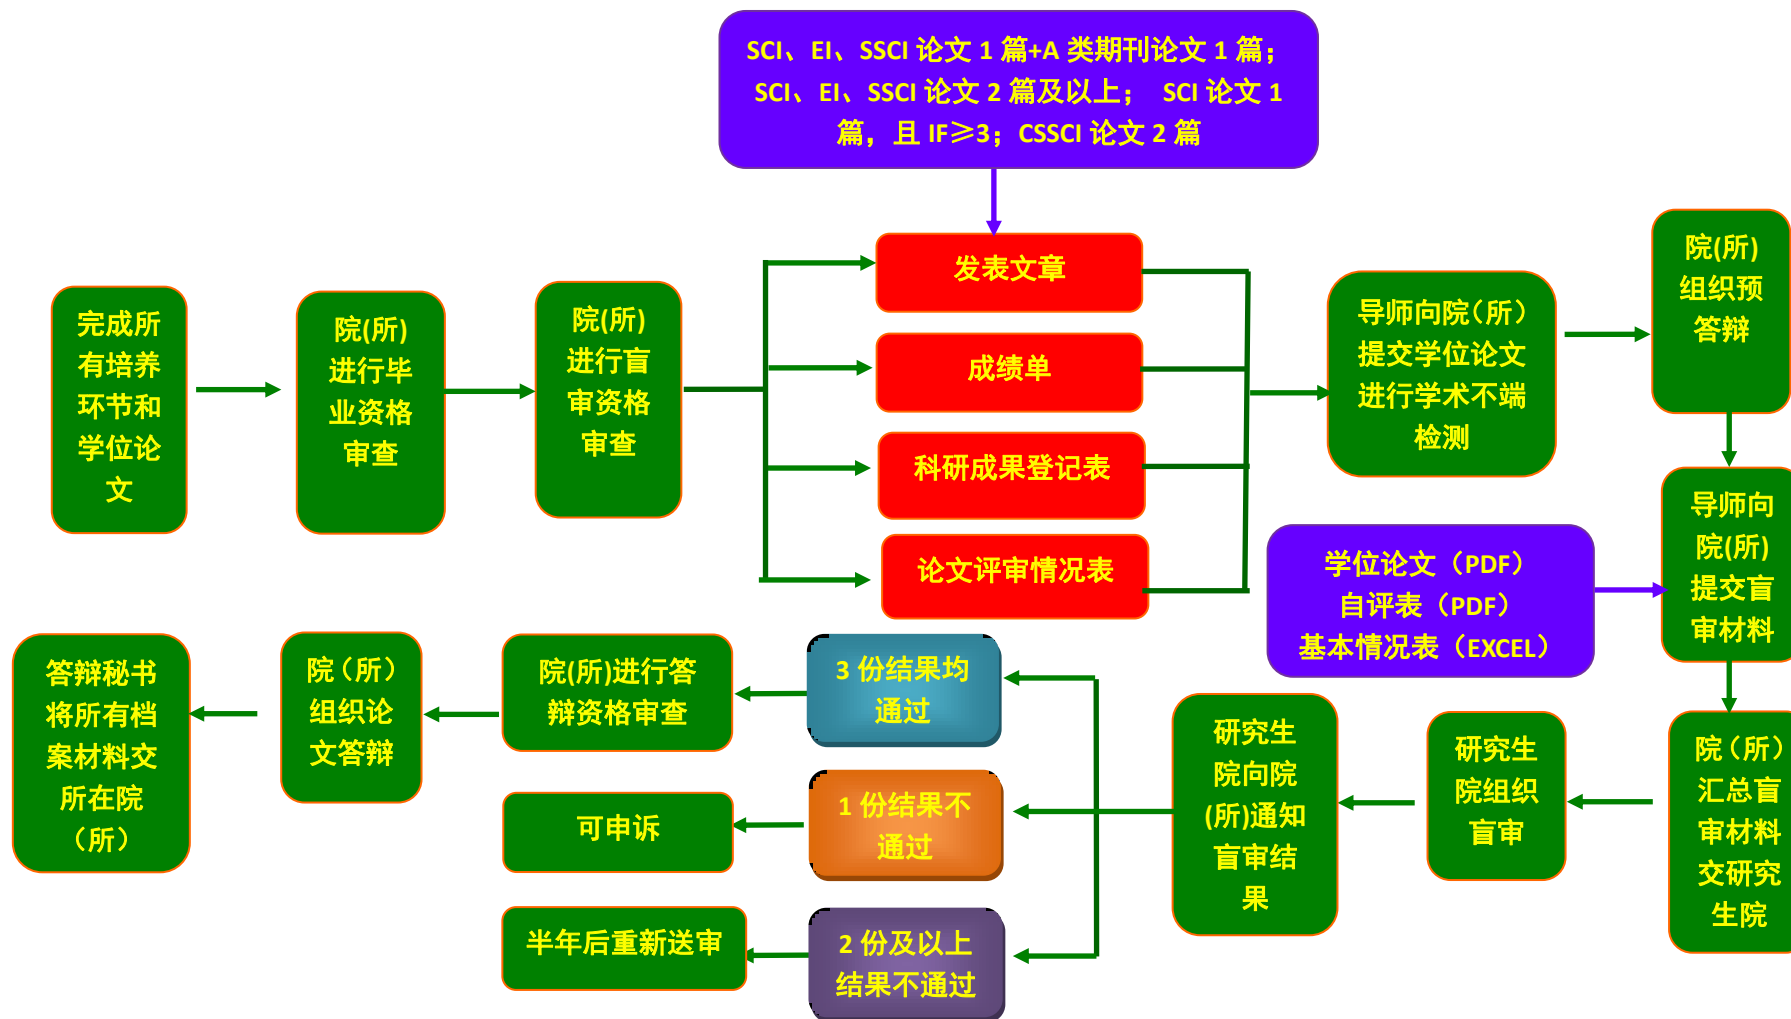 SCI、EI、SSCI 论文 1 篇+A 类期刊论文 1 篇；
SCI、EI、SSCI 论文 2 篇及以上； SCI 论文 1
篇，且 IF≥3；CSSCI 论文 2 篇
完成所
有培养
环节和
学位论
文
院(所)
进行毕
业资格
审查
院(所)
进行盲
审资格
审查
发表文章
成绩单
科研成果登记表
论文评审情况表
导师向院（所）
提交学位论文
进行学术不端
检测
院(所)
组织预
答辩
导师向
院(所)
提交盲
审材料
学位论文（PDF）
自评表（PDF）
基本情况表（EXCEL）
院（所）
汇总盲
审材料
交研究
生院
研究生
院组织
盲审
研究生
院向院
(所)通知
盲审结
果
3 份结果均
通过
1 份结果不
通过
2 份及以上
结果不通过
院(所)进行答
辩资格审查
可申诉
半年后重新送审
院（所）
组织论
文答辩
答辩秘书
将所有档
案材料交
所在院
（所）